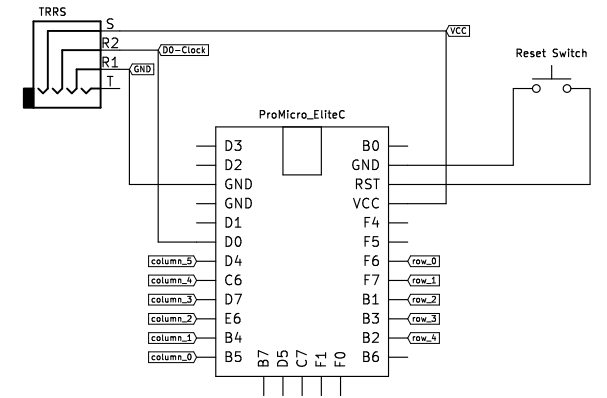 TRRS
S
VCC
R2
D0-Clock
R1
GND
T
Reset Switch
ProMicro_EliteC
D3 B0
D2 GND
GND RST
GND VCC
D1 F4
D0 F5
column_5 D4 F6 row_0
column_4 C6 F7 row_1
column_3 D7 B1 row_2
column_2 E6 B3 row_3
column_1 B4 B2 row_4
column_0 B5 B6
B7 D5 C7 F1 F0